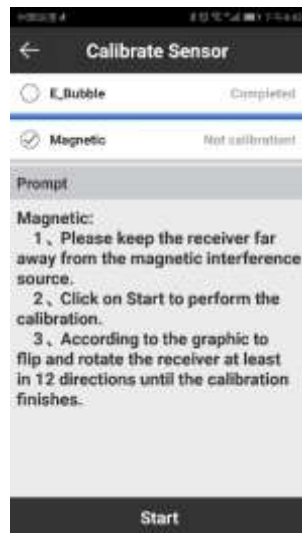 Calibrate Sensor
E_Bubble Completed
Magnetic Not calibration!
Prompt
Magnetic:
1、Please keep the receiver far
away from the magnetic interference
source.
2、Click on Start to perform the
calibration.
3、According to the graphic to
flip and rotate the receiver at least
in 12 directions until the calibration
finishes.
Start